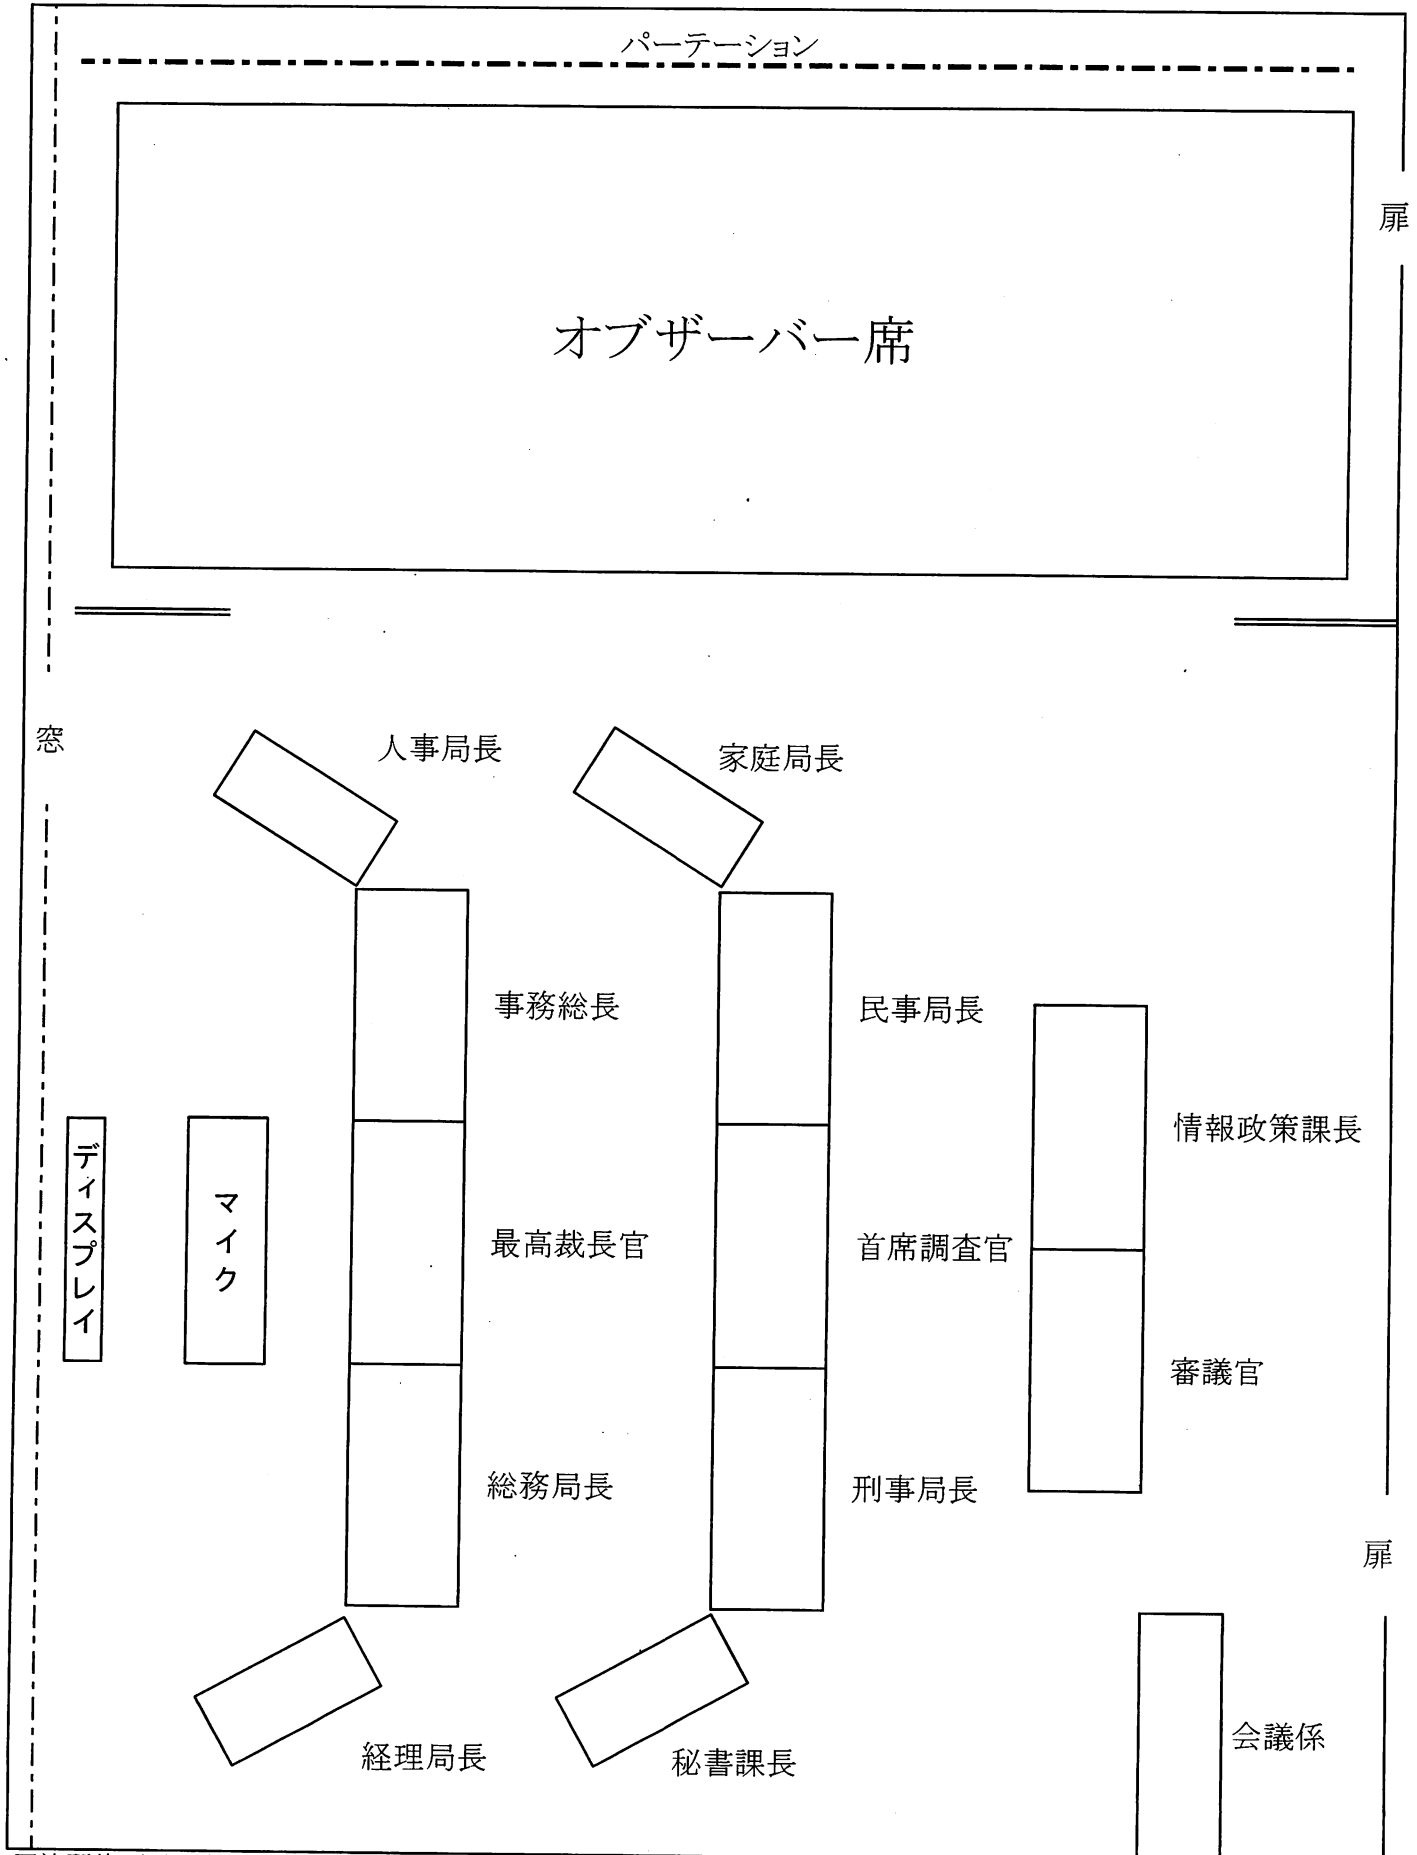 パーテーション
扉
オブザーバー席
窓
人事局長
家庭局長
事務総長
民事局長
情報政策課長
ディスプレイ
マイク
最高裁長官
首席調査官
審議官
総務局長
刑事局長
扉
経理局長
秘書課長
会議係